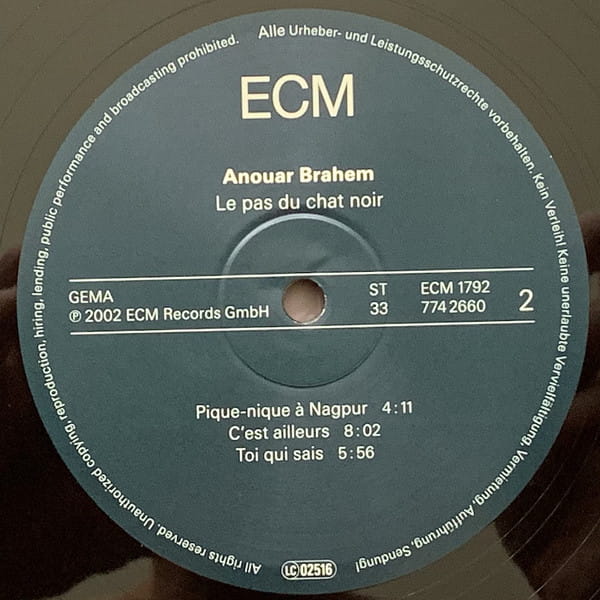 ECM
Anouar Brahem
Le pas du chat noir
GEMA
℗ 2002 ECM Records GmbH
ST
33
ECM 1792
774 2660
2
Pique-nique à Nagpur 4:11
C'est ailleurs 8:02
Toi qui sais 5:56
LC 02516
Alle Urheber- und Leistungsschutzrechte vorbehalten. Kein Verleih! Keine unerlaubte Vervielfältigung, Vermietung, Aufführung, Sendung!
All rights reserved. Unauthorized copying, reproduction, hiring, lending, public performance and broadcasting prohibited.